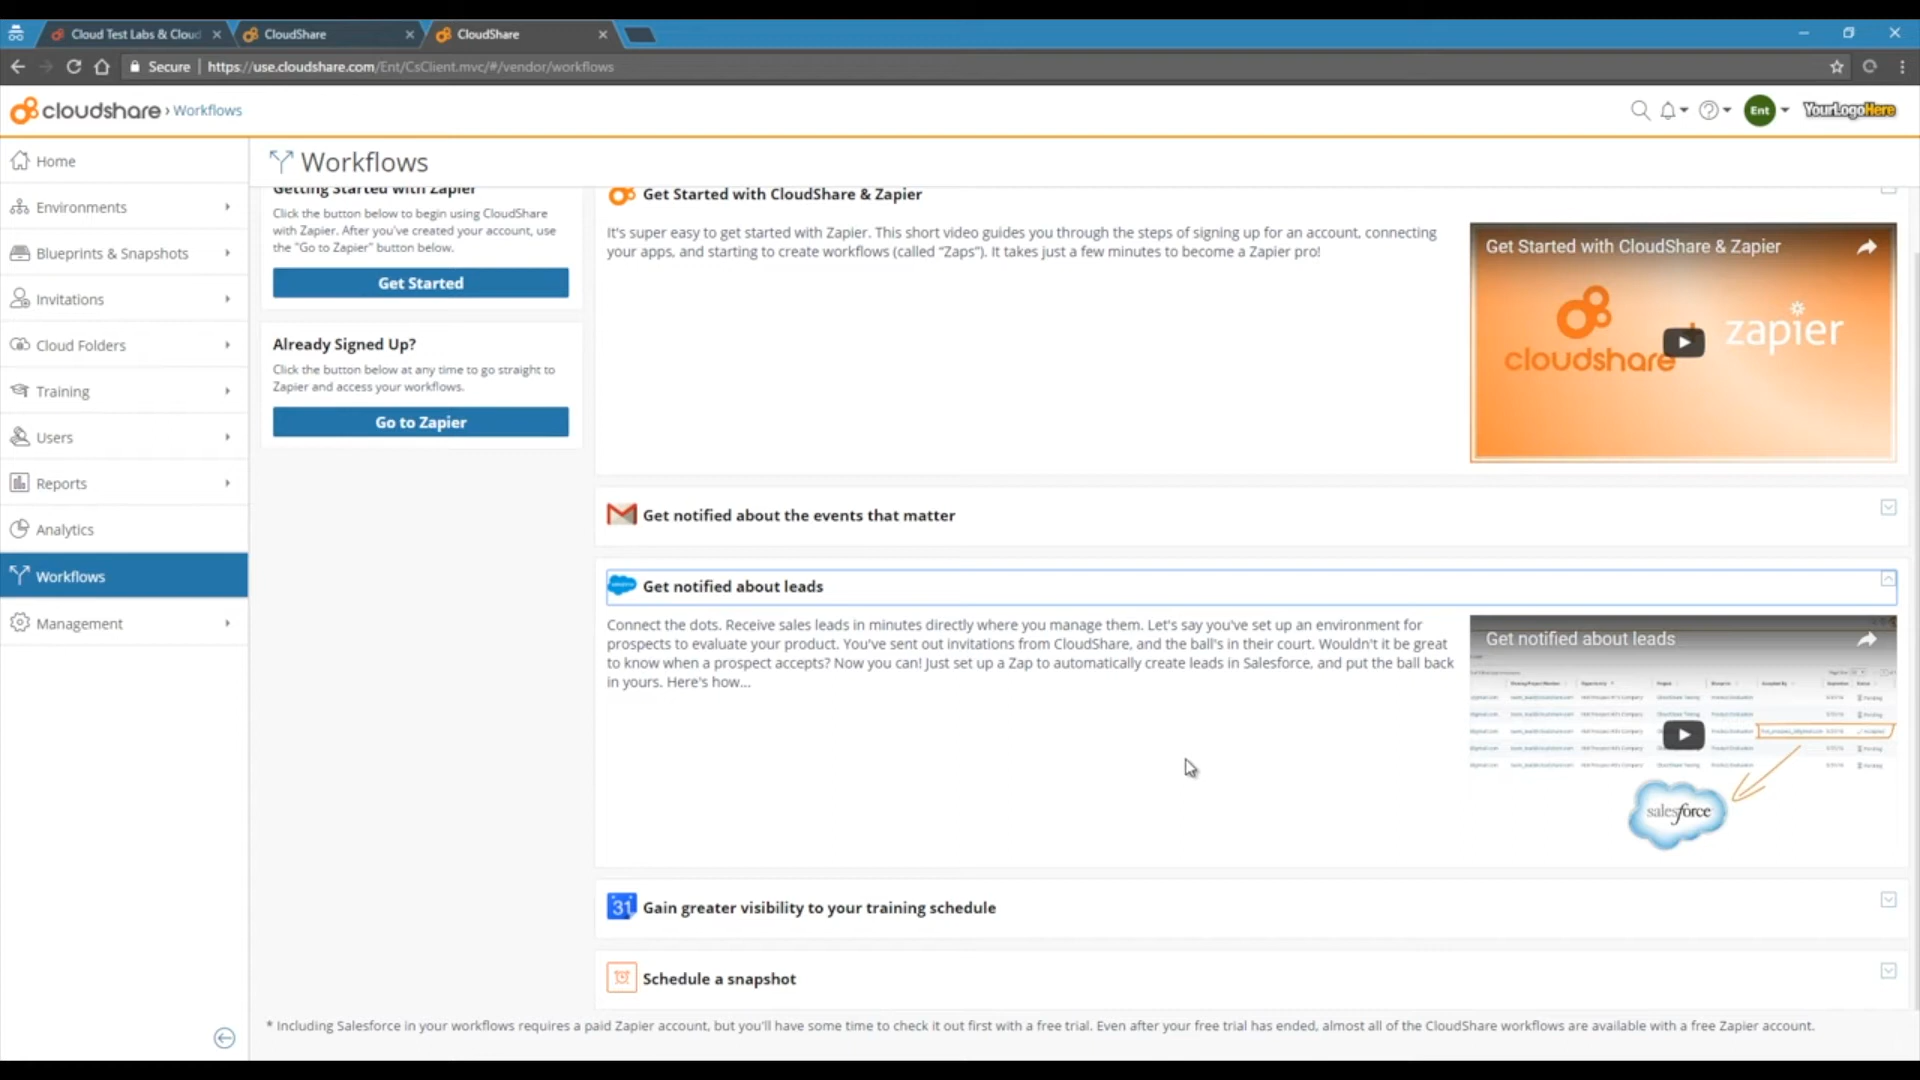 Cloud Test Labs & Cloud
CloudShare
CloudShare
Secure | https://use.cloudshare.com/Ent/CsClient.mvc/#/vendor/workflows
cloudshare › Workflows
Ent
YourLogoHere
Home
Environments
Blueprints & Snapshots
Invitations
Cloud Folders
Training
Users
Reports
Analytics
Workflows
Management
Workflows
Getting Started with Zapier
Click the button below to begin using CloudShare
with Zapier. After you've created your account, use
the "Go to Zapier" button below.
Get Started
Already Signed Up?
Click the button below at any time to go straight to
Zapier and access your workflows.
Go to Zapier
Get Started with CloudShare & Zapier
It's super easy to get started with Zapier. This short video guides you through the steps of signing up for an account, connecting
your apps, and starting to create workflows (called “Zaps”). It takes just a few minutes to become a Zapier pro!
Get Started with CloudShare & Zapier
cloudshare
zapier
Get notified about the events that matter
Get notified about leads
Connect the dots. Receive sales leads in minutes directly where you manage them. Let's say you've set up an environment for
prospects to evaluate your product. You've sent out invitations from CloudShare, and the ball's in their court. Wouldn't it be great
to know when a prospect accepts? Now you can! Just set up a Zap to automatically create leads in Salesforce, and put the ball back
in yours. Here's how...
Get notified about leads
salesforce
31
Gain greater visibility to your training schedule
Schedule a snapshot
* Including Salesforce in your workflows requires a paid Zapier account, but you'll have some time to check it out first with a free trial. Even after your free trial has ended, almost all of the CloudShare workflows are available with a free Zapier account.